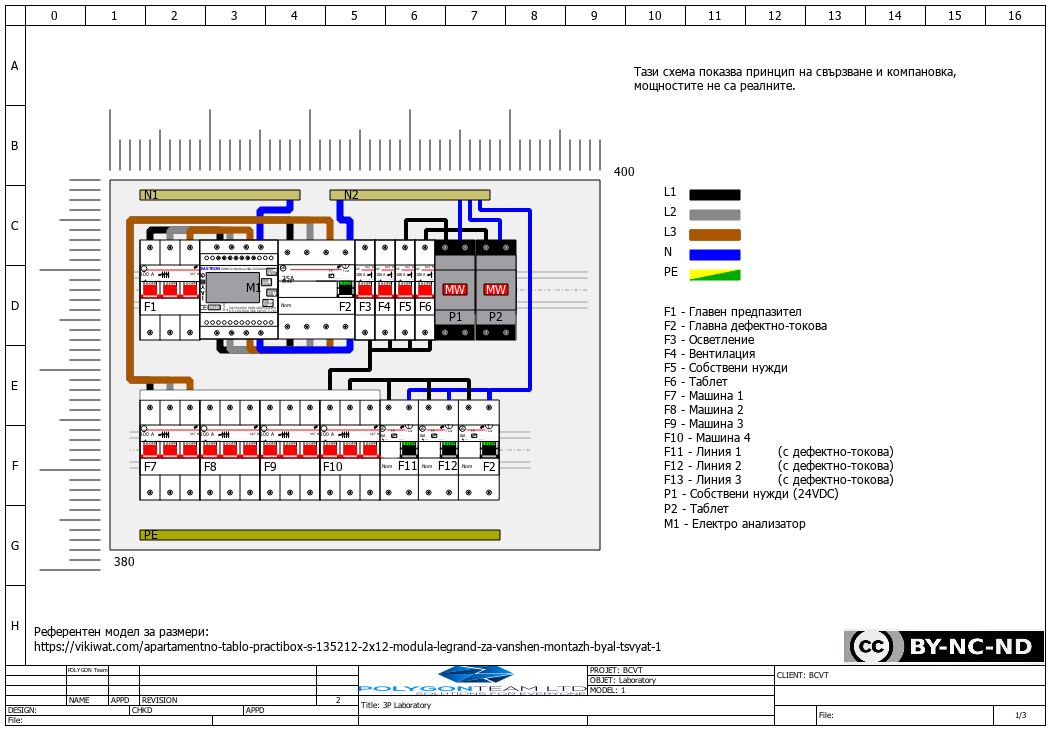 0 1 2 3 4 5 6 7 8 9 10 11 12 13 14 15 16
A
B
C
D
E
F
G
H
Тази схема показва принцип на свързване и компановка,
мощностите не са реалните.
400
380
N1
N2
L1
L2
L3
N
PE
F1
M1
25A
Nom
F2
F3
F4
F5
F6
MW
MW
P1
P2
100 A
F7
F8
F9
F10
F11
F12
F2
PE
F1 - Главен предпазител
F2 - Главна дефектно-токова
F3 - Осветление
F4 - Вентилация
F5 - Собствени нужди
F6 - Таблет
F7 - Машина 1
F8 - Машина 2
F9 - Машина 3
F10 - Машина 4
F11 - Линия 1 (с дефектно-токова)
F12 - Линия 2 (с дефектно-токова)
F13 - Линия 3 (с дефектно-токова)
P1 - Собствени нужди (24VDC)
P2 - Таблет
M1 - Електро анализатор
Референтен модел за размери:
https://vikiwat.com/apartamentno-tablo-practibox-s-135212-2x12-modula-legrand-za-vanshen-montazh-byal-tsvyat-1
cc BY-NC-ND
POLYGON Team
NAME APPD REVISION 2
DESIGN: CHKD APPD
File:
POLYGONTEAM LTD
SOLUTIONS FOR EVERYONE
Title: 3P Laboratory
PROJET: BCVT
OBJET: Laboratory
MODEL: 1
CLIENT: BCVT
File:
1/3